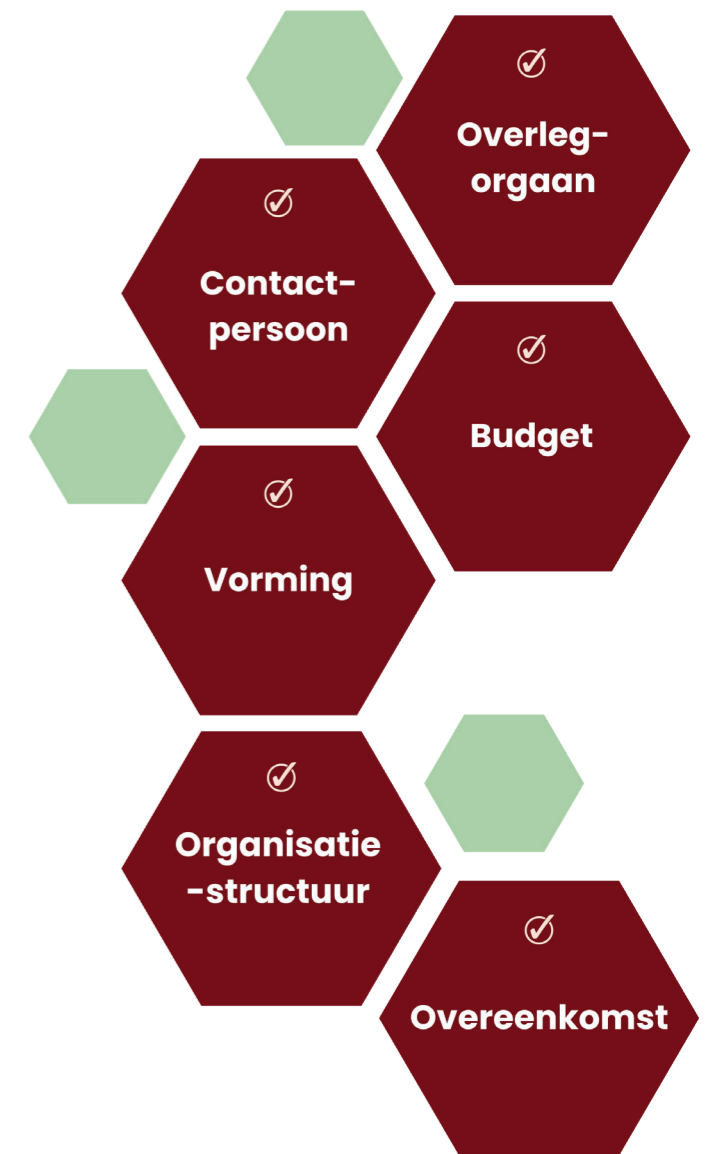 Overleg-
orgaan
Contact-
persoon
Budget
Vorming
Organisatie
-structuur
Overeenkomst